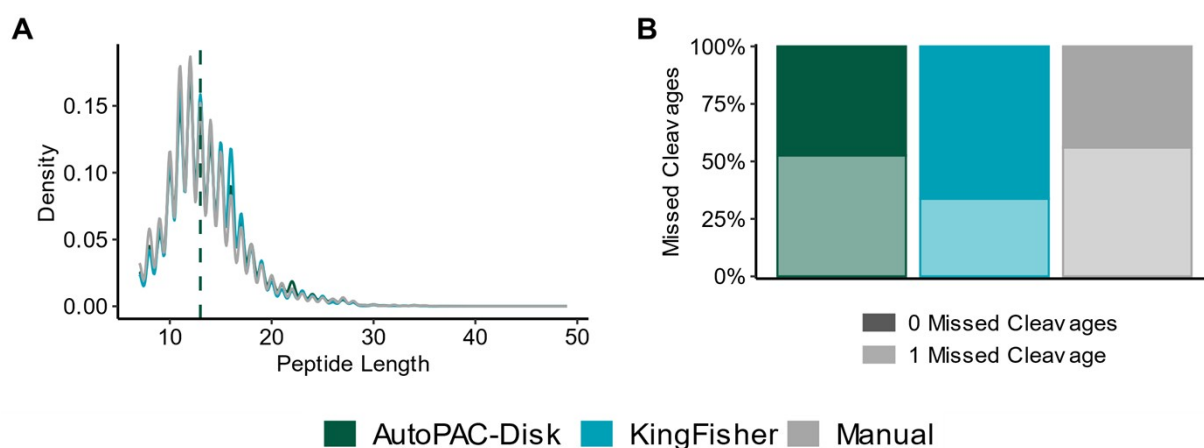 A
Density
0.15
0.10
0.05
0.00
10 20 30 40 50
Peptide Length
B
Missed Cleavages
100%
75%
50%
25%
0%
0 Missed Cleavages
1 Missed Cleavage
AutoPAC-Disk KingFisher Manual